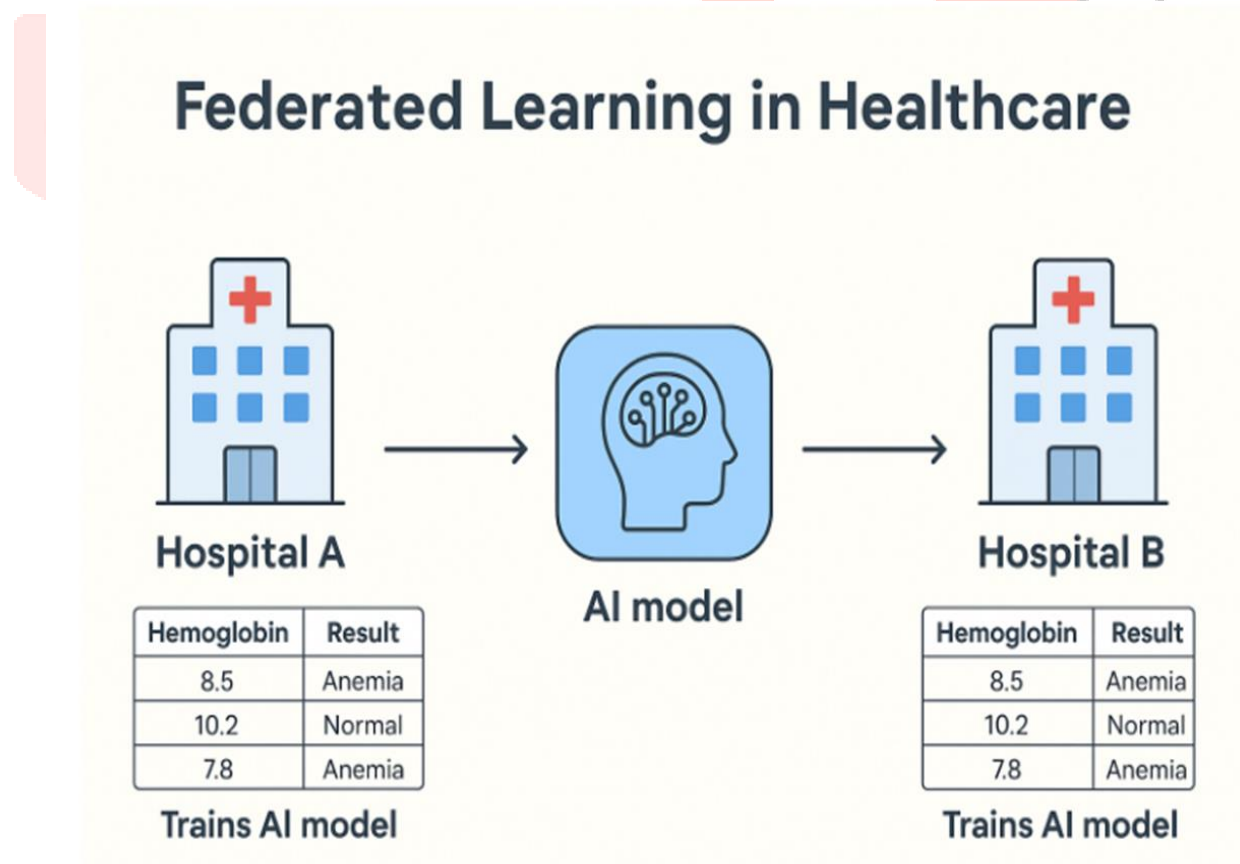 Federated Learning in Healthcare
Hospital A
Hemoglobin Result
8.5 Anemia
10.2 Normal
7.8 Anemia
Trains AI model
AI model
Hospital B
Hemoglobin Result
8.5 Anemia
10.2 Normal
7.8 Anemia
Trains AI model